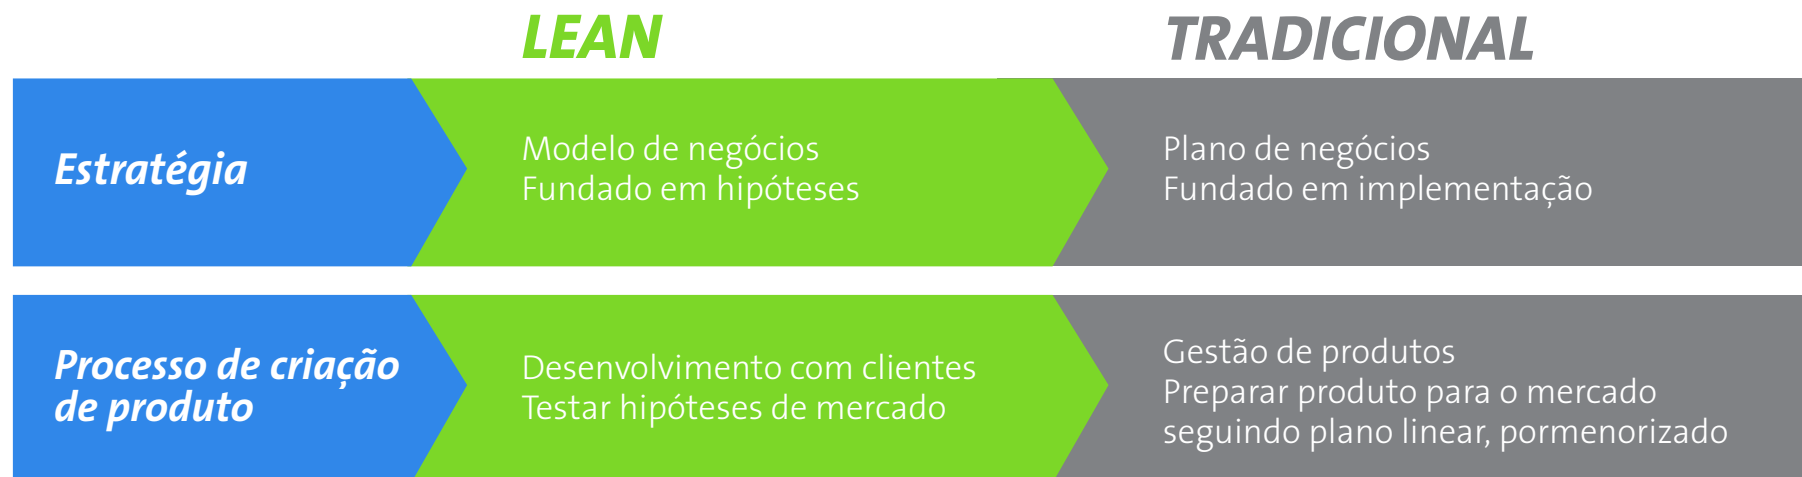 LEAN
TRADICIONAL
Estratégia
Modelo de negócios
Fundado em hipóteses
Plano de negócios
Fundado em implementação
Processo de criação
de produto
Desenvolvimento com clientes
Testar hipóteses de mercado
Gestão de produtos
Preparar produto para o mercado
seguindo plano linear, pormenorizado